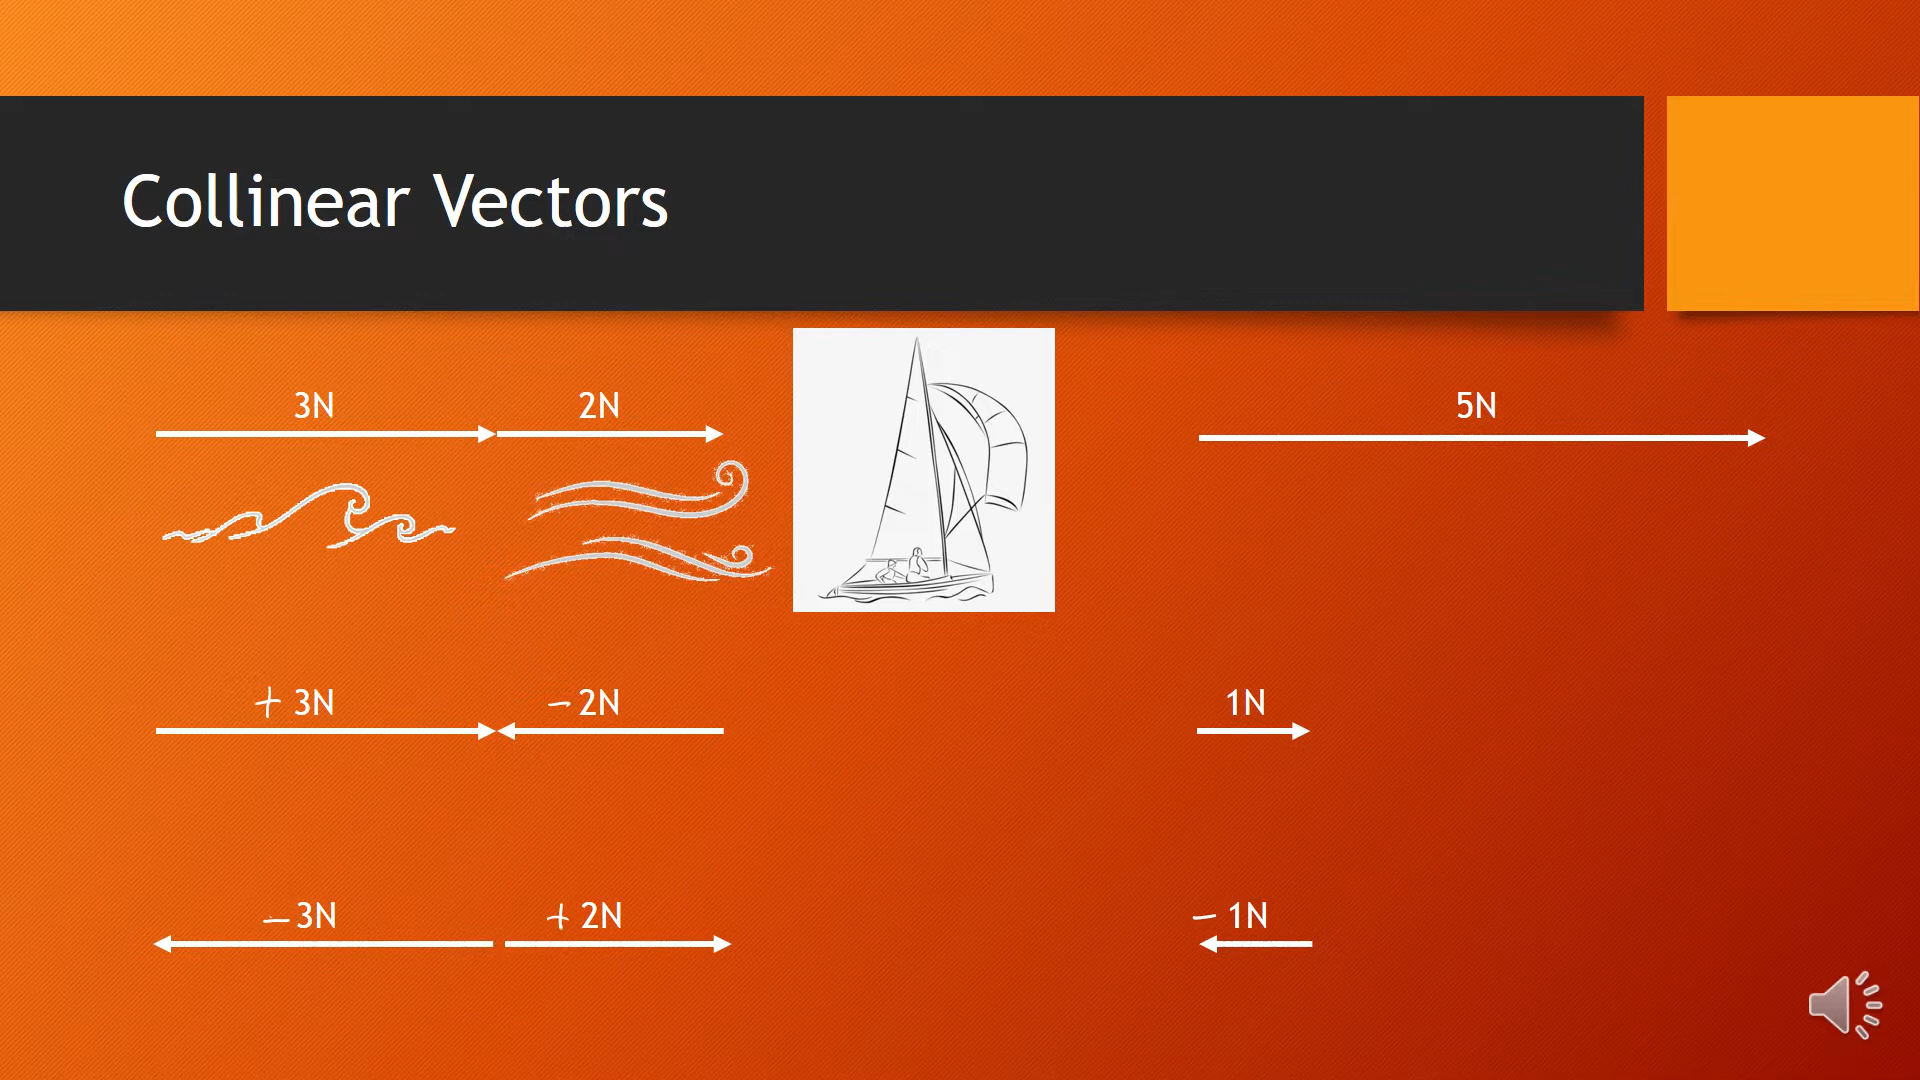 Collinear Vectors
3N 2N 5N
+ 3N - 2N 1N
- 3N + 2N - 1N